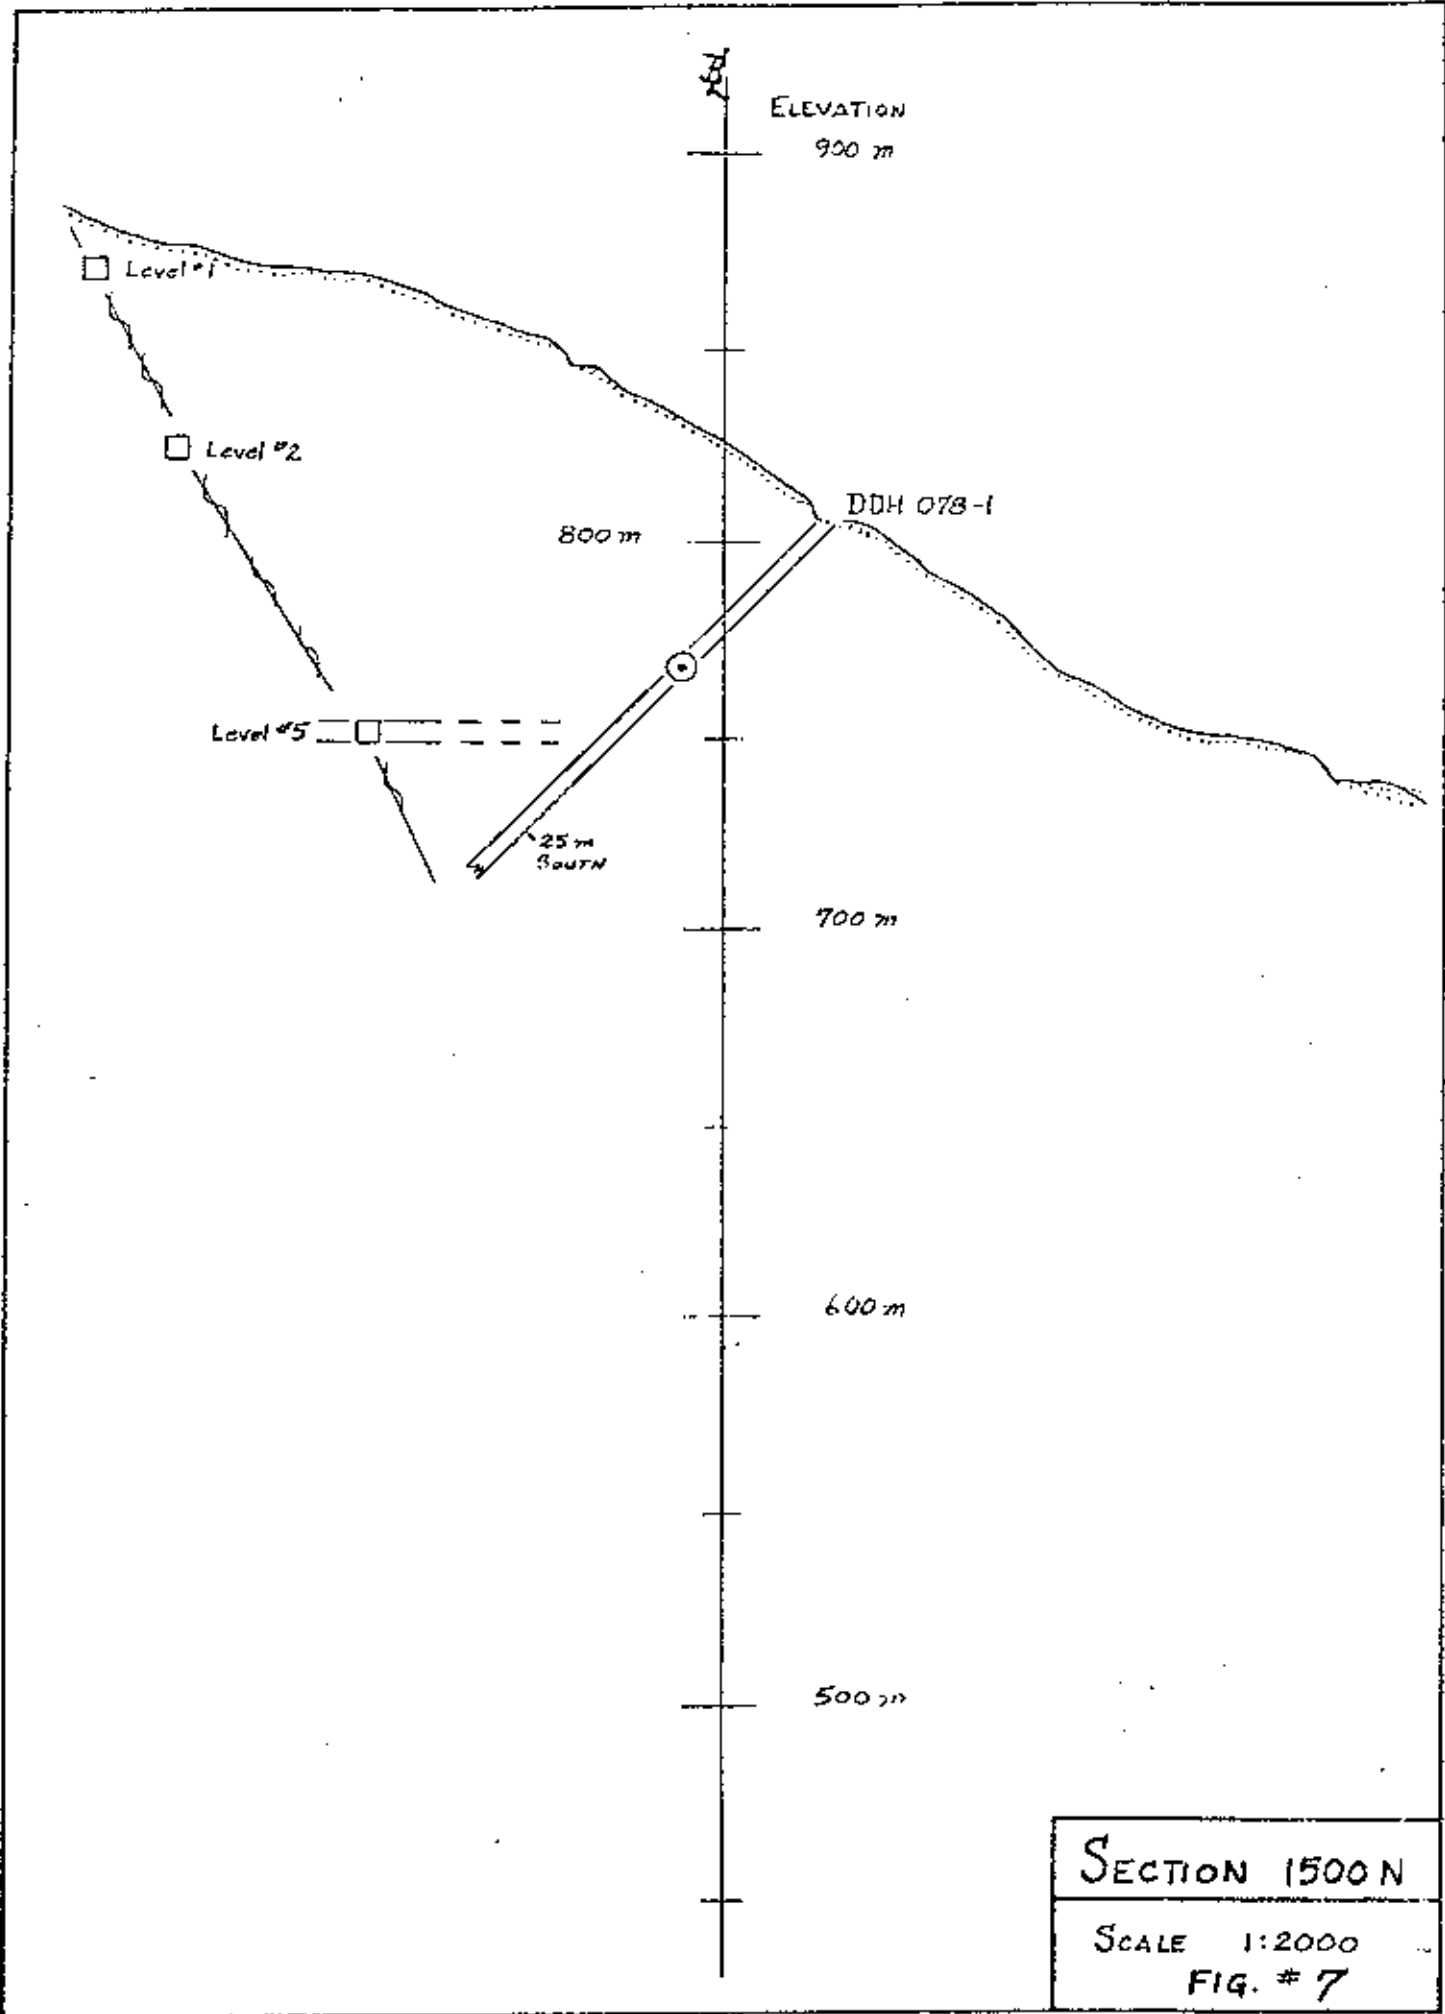 ELEVATION
900 m
Level #1
Level #2
DDH 078-1
800 m
Level #5
25 m
SOUTH
700 m
600 m
500 m
SECTION 1500 N
SCALE 1:2000
FIG. # 7